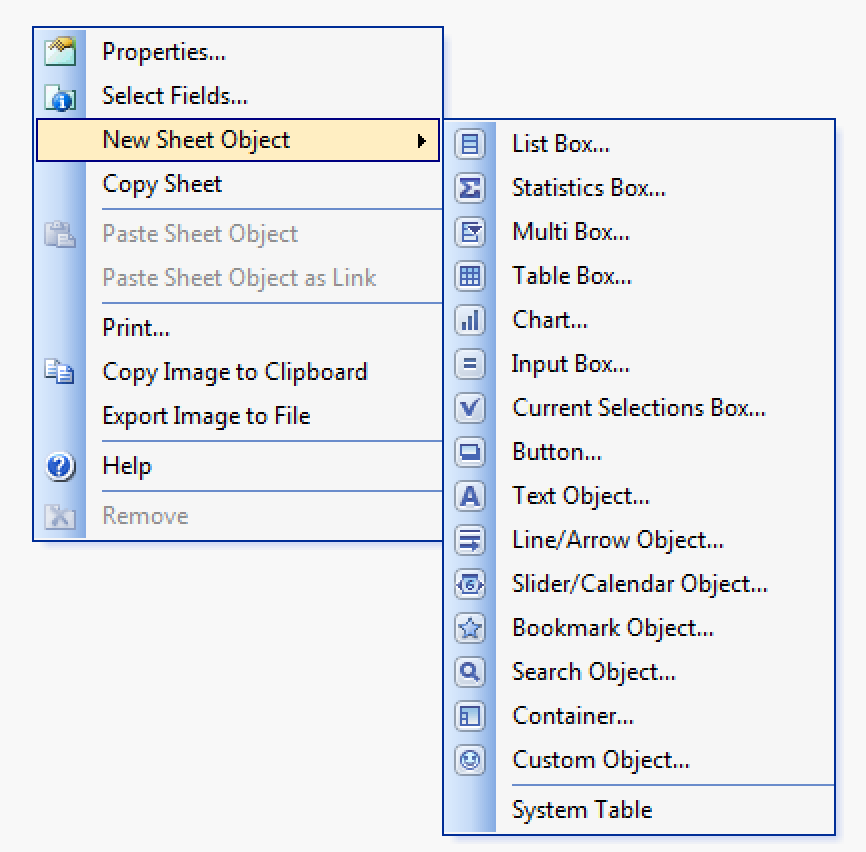 Properties...
Select Fields...
New Sheet Object
Copy Sheet
Paste Sheet Object
Paste Sheet Object as Link
Print...
Copy Image to Clipboard
Export Image to File
Help
Remove
List Box...
Statistics Box...
Multi Box...
Table Box...
Chart...
Input Box...
Current Selections Box...
Button...
Text Object...
Line/Arrow Object...
Slider/Calendar Object...
Bookmark Object...
Search Object...
Container...
Custom Object...
System Table